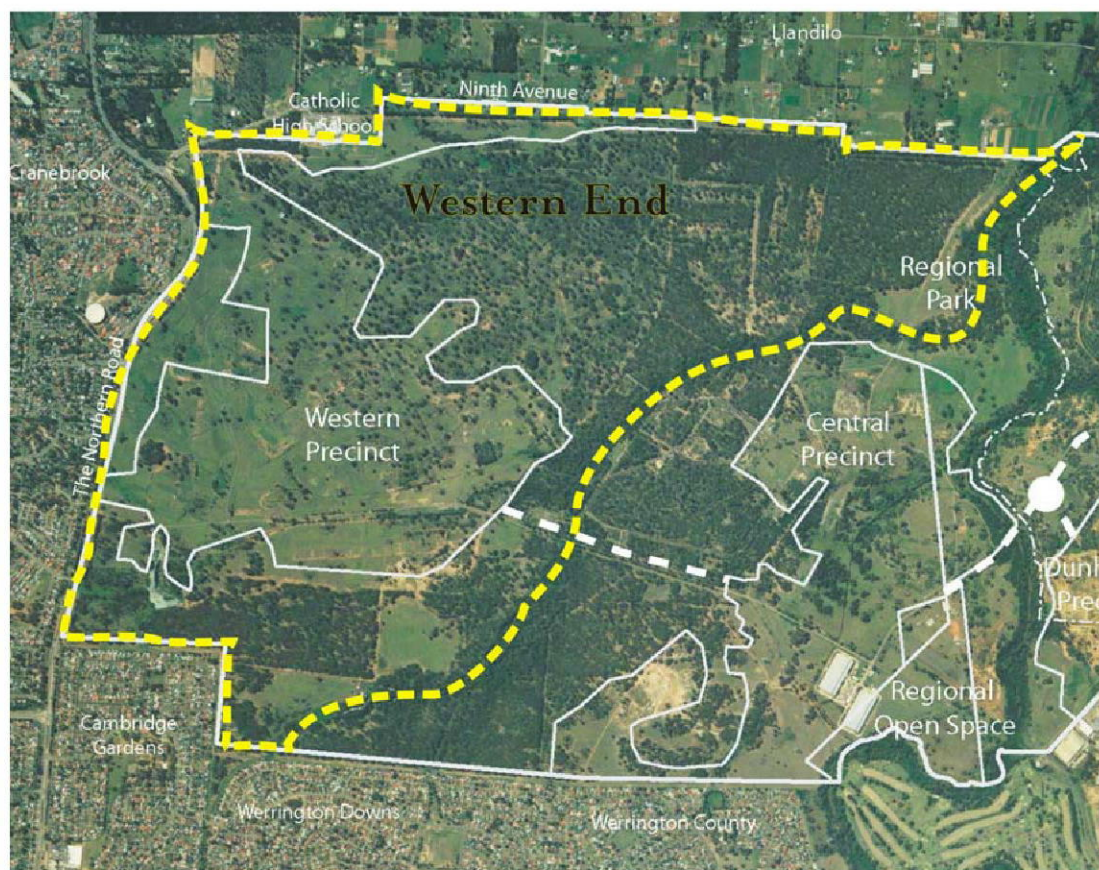 Llandilo
Ninth Avenue
Catholic
High School
Cranebrook
Western End
Regional
Park
The Northern Road
Western
Precinct
Central
Precinct
Regional
Open Space
Cambridge
Gardens
Werrington Downs
Werrington County